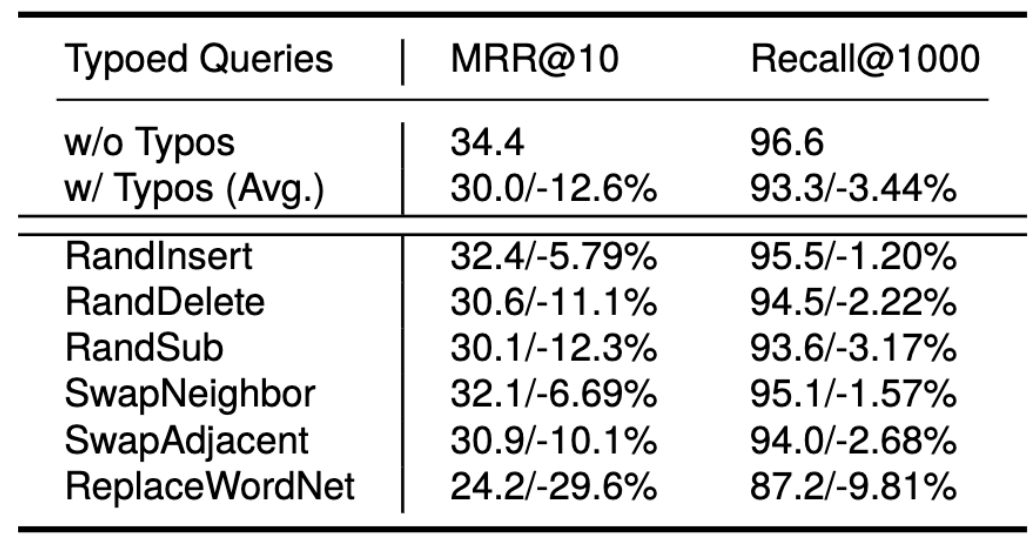 Typoed Queries MRR@10 Recall@1000
w/o Typos 34.4 96.6
w/ Typos (Avg.) 30.0/-12.6% 93.3/-3.44%
RandInsert 32.4/-5.79% 95.5/-1.20%
RandDelete 30.6/-11.1% 94.5/-2.22%
RandSub 30.1/-12.3% 93.6/-3.17%
SwapNeighbor 32.1/-6.69% 95.1/-1.57%
SwapAdjacent 30.9/-10.1% 94.0/-2.68%
ReplaceWordNet 24.2/-29.6% 87.2/-9.81%